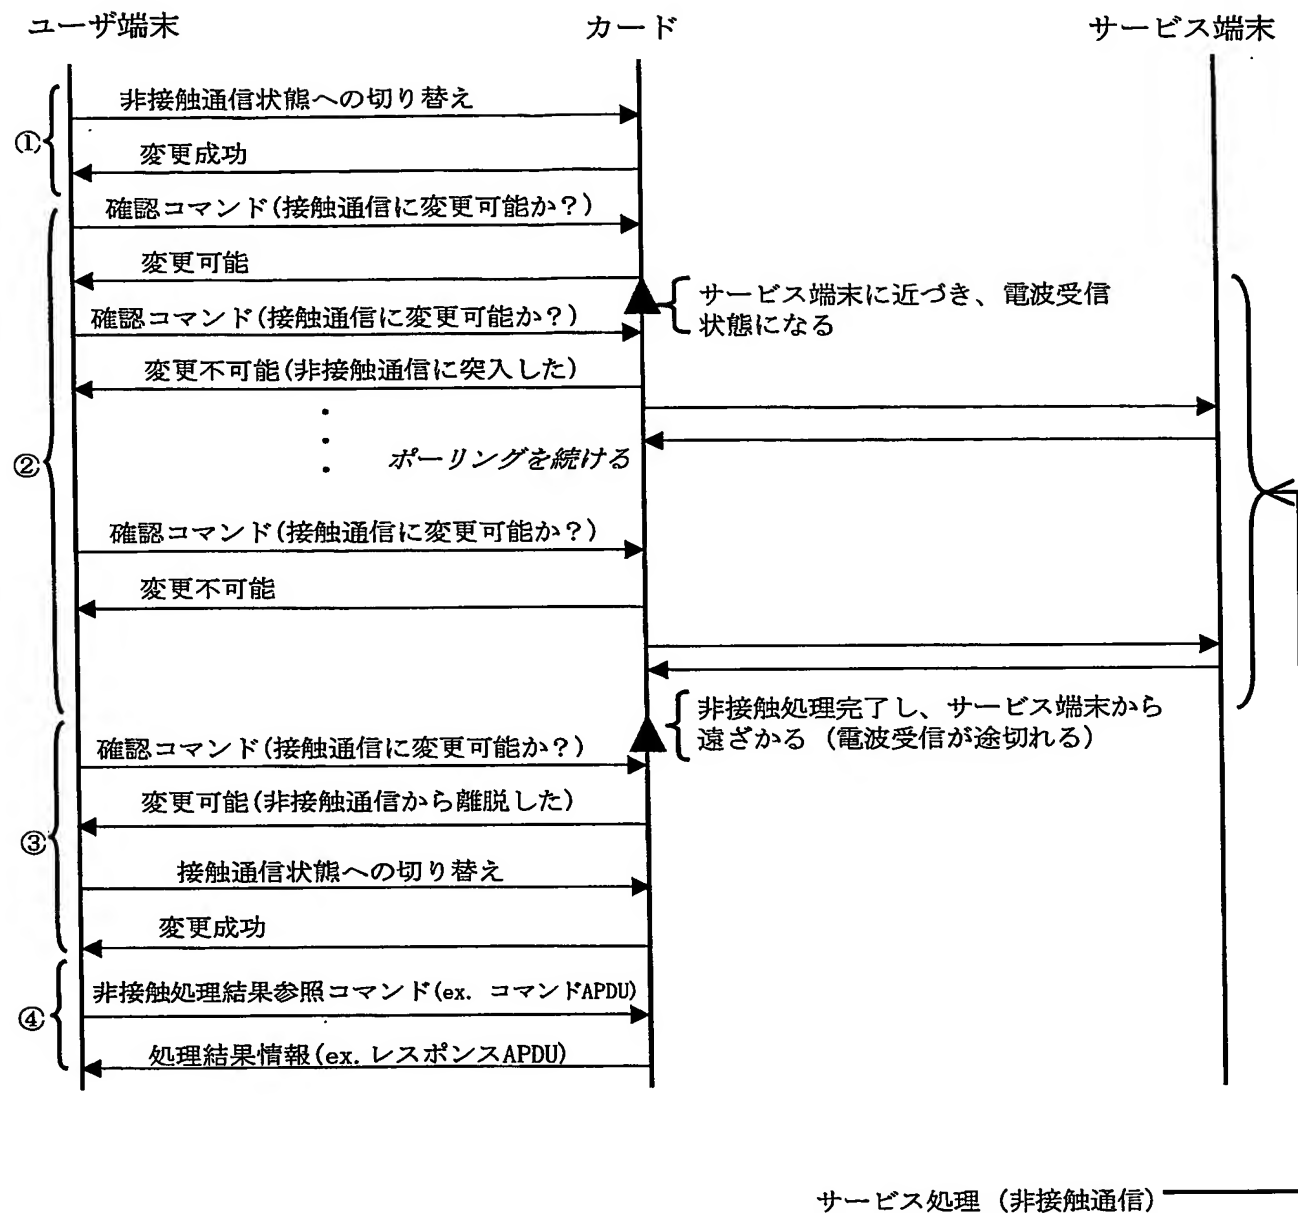 ユーザ端末 カード サービス端末
非接触通信状態への切り替え
①
変更成功
確認コマンド(接触通信に変更可能か?)
変更可能
サービス端末に近づき、電波受信
状態になる
確認コマンド(接触通信に変更可能か?)
変更不可能(非接触通信に突入した)
②
ポーリングを続ける
確認コマンド(接触通信に変更可能か?)
変更不可能
非接触処理完了し、サービス端末から
遠ざかる (電波受信が途切れる)
確認コマンド(接触通信に変更可能か?)
変更可能(非接触通信から離脱した)
③
接触通信状態への切り替え
変更成功
非接触処理結果参照コマンド(ex. コマンドAPDU)
④
処理結果情報(ex. レスポンスAPDU)
サービス処理 (非接触通信)